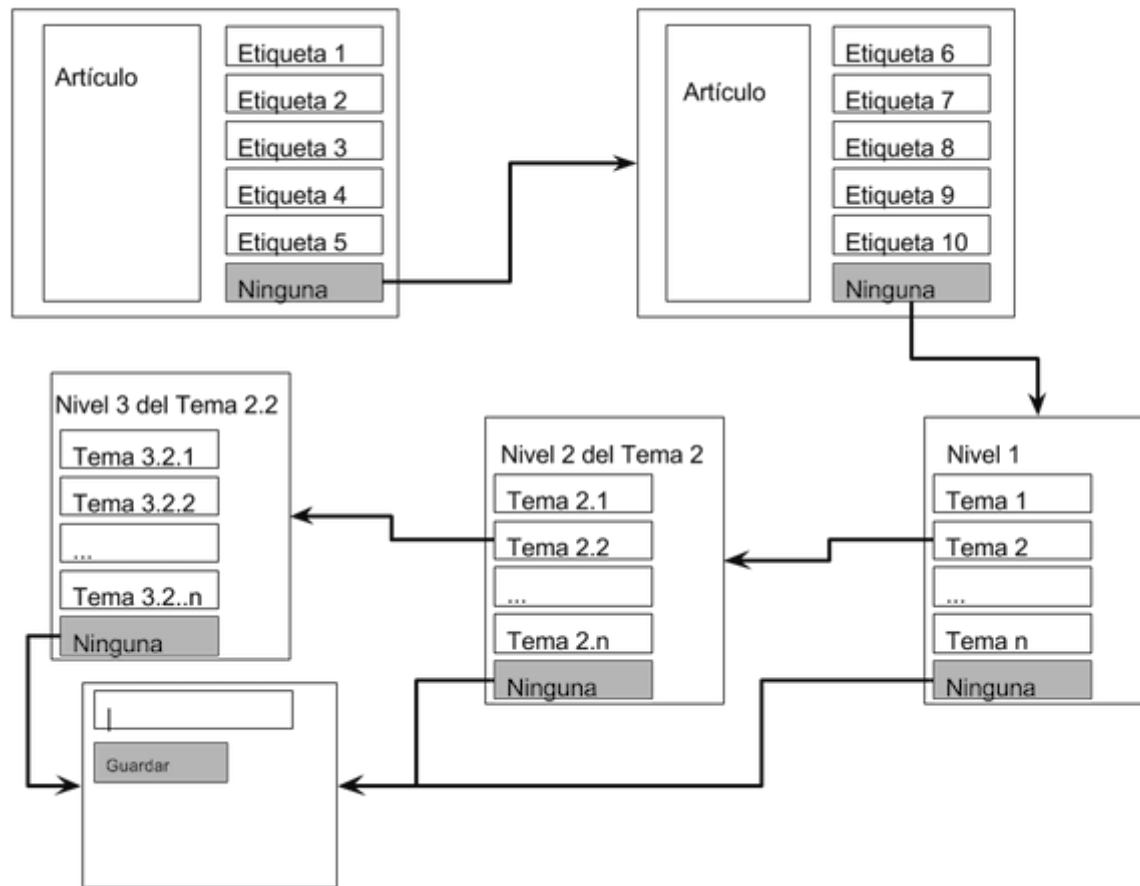 Artículo
Etiqueta 1
Etiqueta 2
Etiqueta 3
Etiqueta 4
Etiqueta 5
Ninguna
Artículo
Etiqueta 6
Etiqueta 7
Etiqueta 8
Etiqueta 9
Etiqueta 10
Ninguna
Nivel 1
Tema 1
Tema 2
...
Tema n
Ninguna
Nivel 2 del Tema 2
Tema 2.1
Tema 2.2
...
Tema 2.n
Ninguna
Nivel 3 del Tema 2.2
Tema 3.2.1
Tema 3.2.2
...
Tema 3.2..n
Ninguna
Guardar